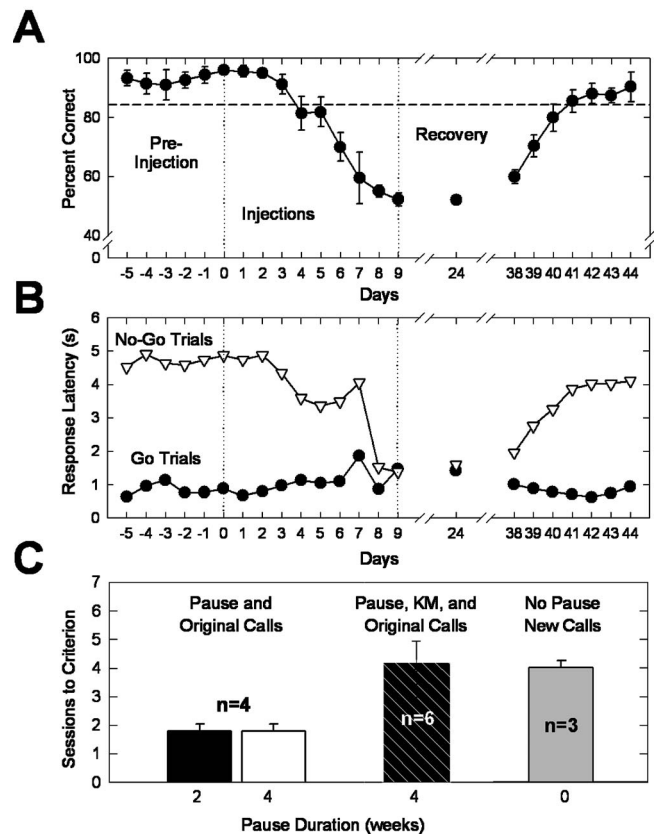 A
100
80
60
40
0
Percent Correct
Pre-
Injection
Injections
Recovery
-5 -4 -3 -2 -1 0 1 2 3 4 5 6 7 8 9 24 38 39 40 41 42 43 44
Days
B
6
5
4
3
2
1
0
Response Latency (s)
No-Go Trials
Go Trials
-5 -4 -3 -2 -1 0 1 2 3 4 5 6 7 8 9 24 38 39 40 41 42 43 44
Days
C
7
6
5
4
3
2
1
0
Sessions to Criterion
Pause and
Original Calls
n=4
Pause, KM, and
Original Calls
n=6
No Pause
New Calls
n=3
2 4 4 0
Pause Duration (weeks)